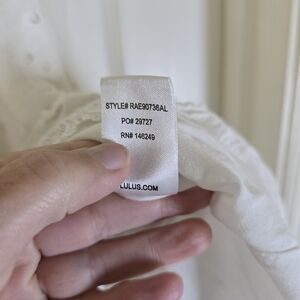 STYLE# RAE90736AL
PO# 29727
RN# 146249
LULUS.COM